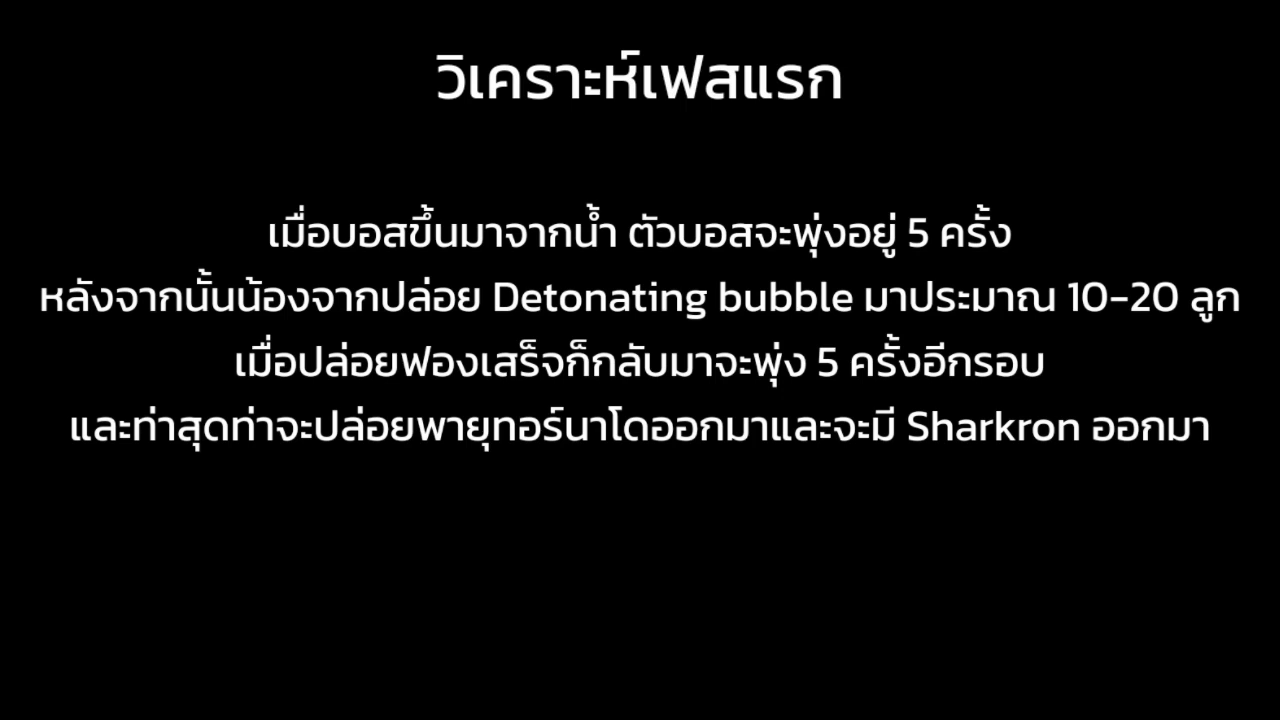 วิเคราะห์เฟสแรก
เมื่อบอสขึ้นมาจากน้ำ ตัวบอสจะพุ่งอยู่ 5 ครั้ง
หลังจากนั้นน้องจากปล่อย Detonating bubble มาประมาณ 10-20 ลูก
เมื่อปล่อยฟองเสร็จก็กลับมาจะพุ่ง 5 ครั้งอีกรอบ
และท่าสุดท่าจะปล่อยพายุทอร์นาโดออกมาและจะมี Sharkron ออกมา